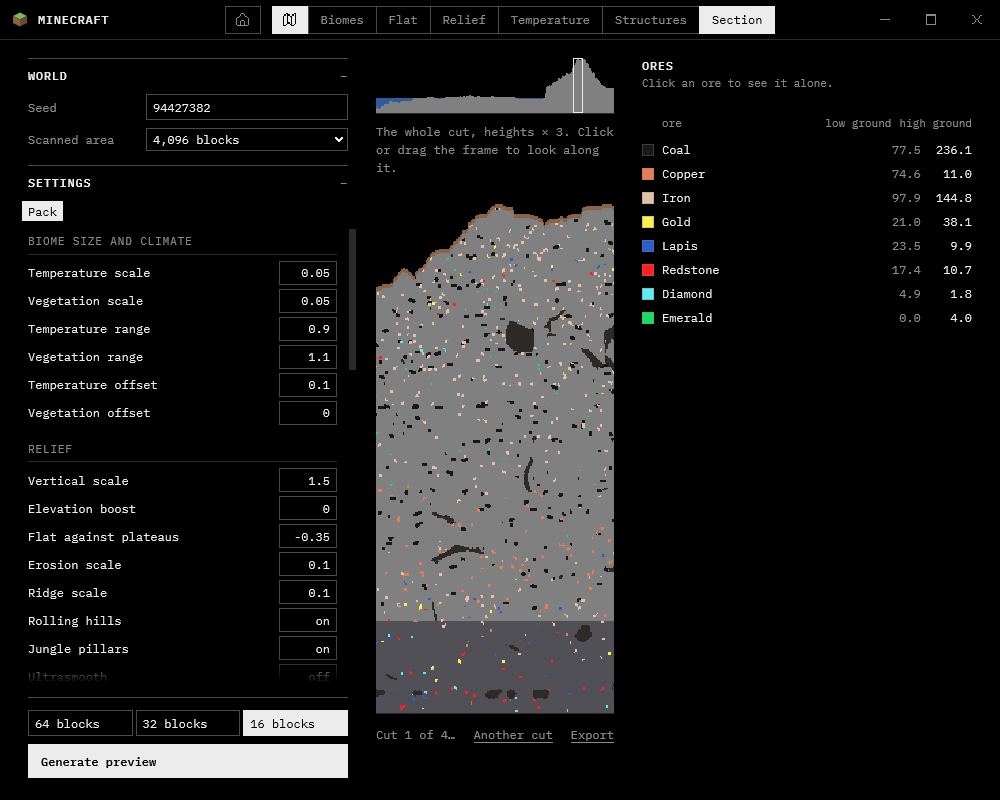 MINECRAFT
Biomes
Flat
Relief
Temperature
Structures
Section
WORLD
Seed
94427382
Scanned area
4,096 blocks
SETTINGS
Pack
BIOME SIZE AND CLIMATE
Temperature scale 0.05
Vegetation scale 0.05
Temperature range 0.9
Vegetation range 1.1
Temperature offset 0.1
Vegetation offset 0
RELIEF
Vertical scale 1.5
Elevation boost 0
Flat against plateaus -0.35
Erosion scale 0.1
Ridge scale 0.1
Rolling hills on
Jungle pillars on
Ultrasmooth off
64 blocks
32 blocks
16 blocks
Generate preview
The whole cut, heights × 3. Click
or drag the frame to look along
it.
Cut 1 of 4…
Another cut
Export
ORES
Click an ore to see it alone.
ore low ground high ground
Coal 77.5 236.1
Copper 74.6 11.0
Iron 97.9 144.8
Gold 21.0 38.1
Lapis 23.5 9.9
Redstone 17.4 10.7
Diamond 4.9 1.8
Emerald 0.0 4.0